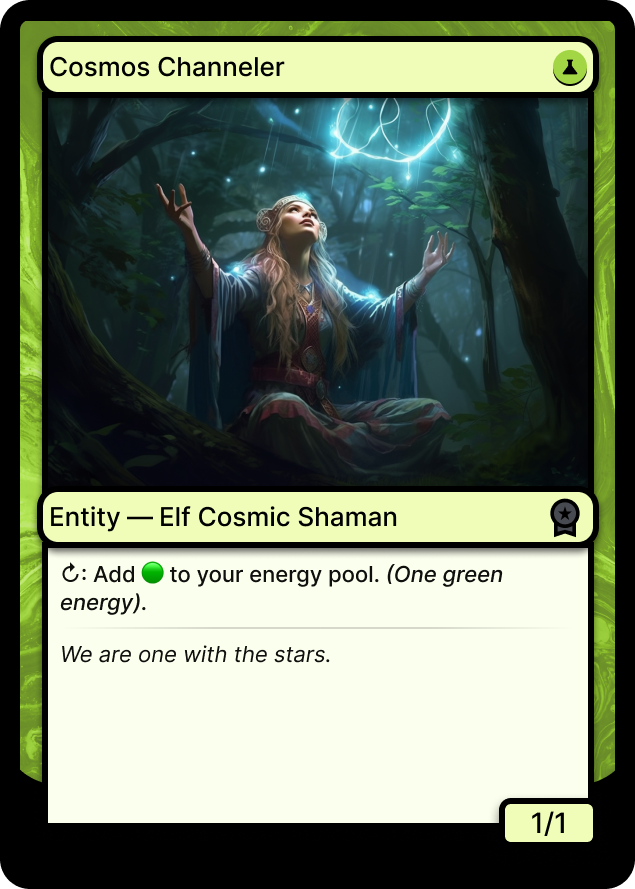 Cosmos Channeler
Entity — Elf Cosmic Shaman
↻: Add 🟢 to your energy pool. (One green
energy).
We are one with the stars.
1/1